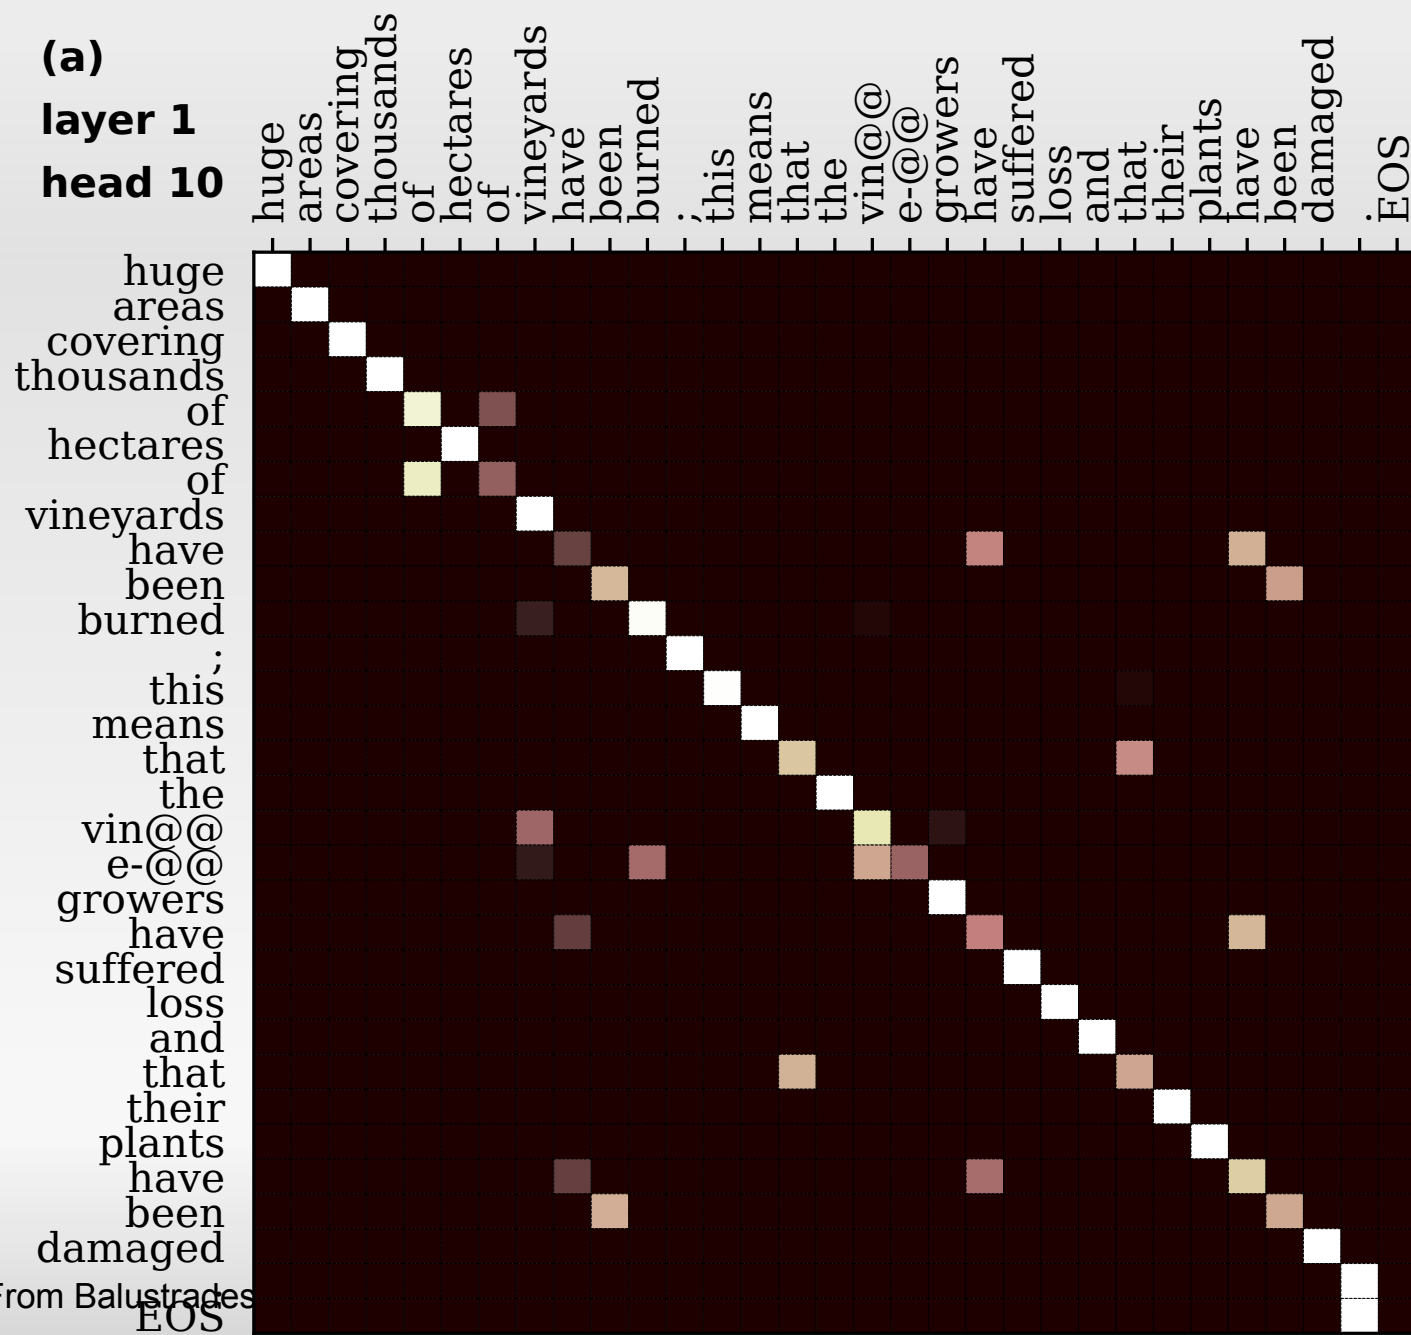 (a)
layer 1
head 10
huge
areas
covering
thousands
of
hectares
of
vineyards
have
been
burned
;
this
means
that
the
vin@@
e-@@
growers
have
suffered
loss
and
that
their
plants
have
been
damaged
.
EOS
huge
areas
covering
thousands
of
hectares
of
vineyards
have
been
burned
;
this
means
that
the
vin@@
e-@@
growers
have
suffered
loss
and
that
their
plants
have
been
damaged
From Balustrades
EOS